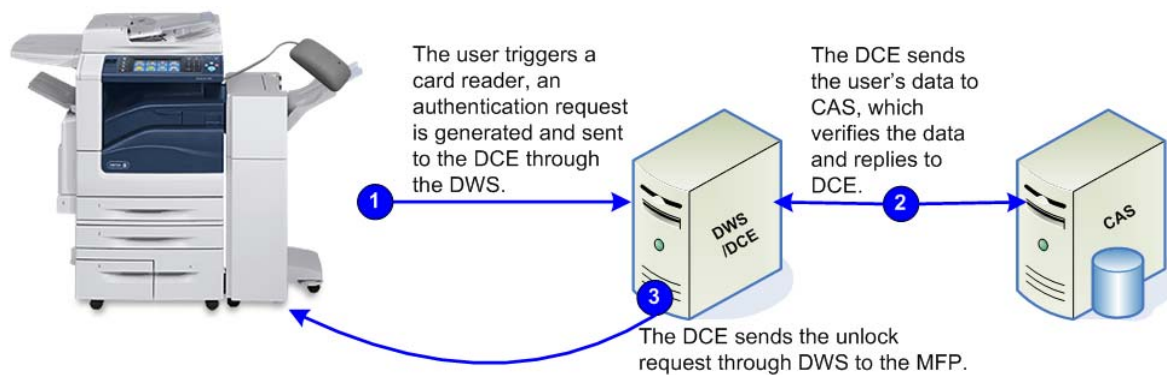 The user triggers a
card reader, an
authentication request
is generated and sent
to the DCE through
the DWS.
1
The DCE sends
the user's data to
CAS, which
verifies the data
and replies to
DCE.
2
DWS
/DCE
CAS
3
The DCE sends the unlock
request through DWS to the MFP.
xerox